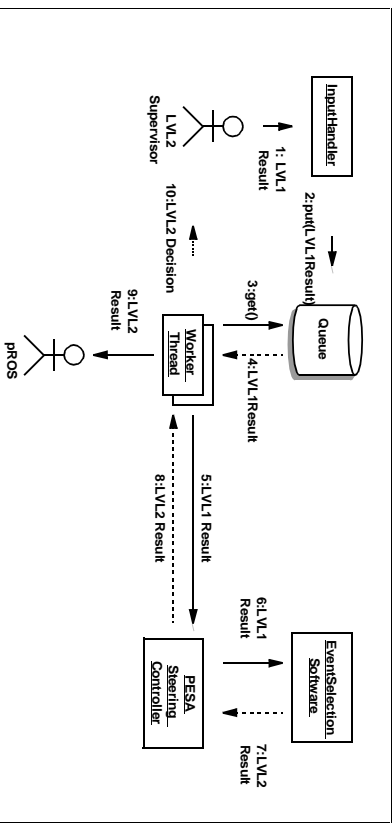 InputHandler
1: LVL1
Result
LVL2
Supervisor
2:put(LVL1Result)
Queue
3:get()
4:LVL1Result
10:LVL2 Decision
Worker
Thread
9:LVL2
Result
pROS
5:LVL1 Result
8:LVL2 Result
6:LVL1
Result
EventSelection
Software
7:LVL2
Result
PESA
Steering
Controller